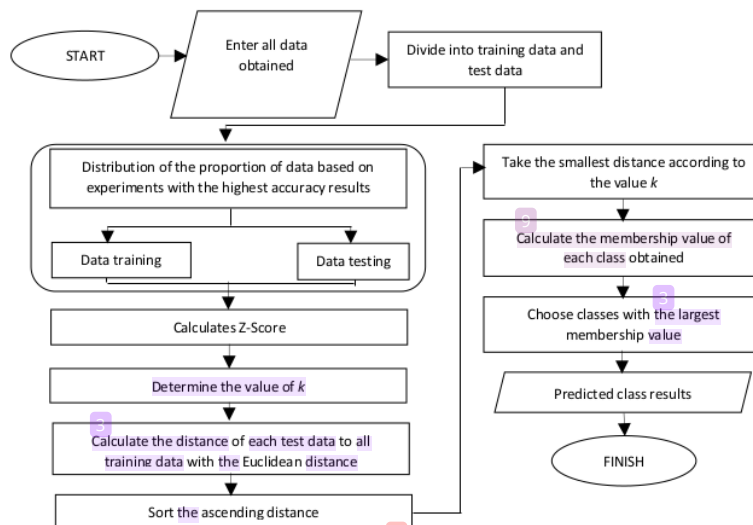 START
Enter all data
obtained
Divide into training data and
test data
Distribution of the proportion of data based on
experiments with the highest accuracy results
Data training
Data testing
Calculates Z-Score
Determine the value of k
3
Calculate the distance of each test data to all
training data with the Euclidean distance
Sort the ascending distance
Take the smallest distance according to
the value k
9
Calculate the membership value of
each class obtained
3
Choose classes with the largest
membership value
Predicted class results
FINISH